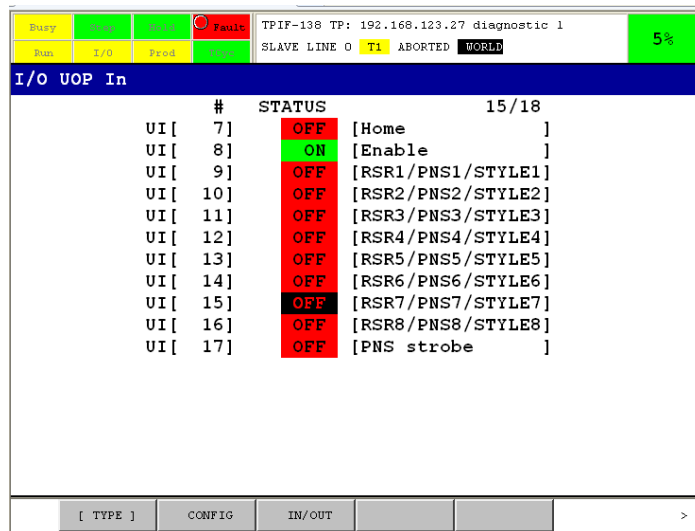 Busy Step Hold Fault TPIF-138 TP: 192.168.123.27 diagnostic l 5%
Run I/O Prod TCyc SLAVE LINE 0 T1 ABORTED WORLD
I/O UOP In
# STATUS 15/18
UI[ 7] OFF [Home ]
UI[ 8] ON [Enable ]
UI[ 9] OFF [RSR1/PNS1/STYLE1]
UI[ 10] OFF [RSR2/PNS2/STYLE2]
UI[ 11] OFF [RSR3/PNS3/STYLE3]
UI[ 12] OFF [RSR4/PNS4/STYLE4]
UI[ 13] OFF [RSR5/PNS5/STYLE5]
UI[ 14] OFF [RSR6/PNS6/STYLE6]
UI[ 15] OFF [RSR7/PNS7/STYLE7]
UI[ 16] OFF [RSR8/PNS8/STYLE8]
UI[ 17] OFF [PNS strobe ]
[ TYPE ] CONFIG IN/OUT >